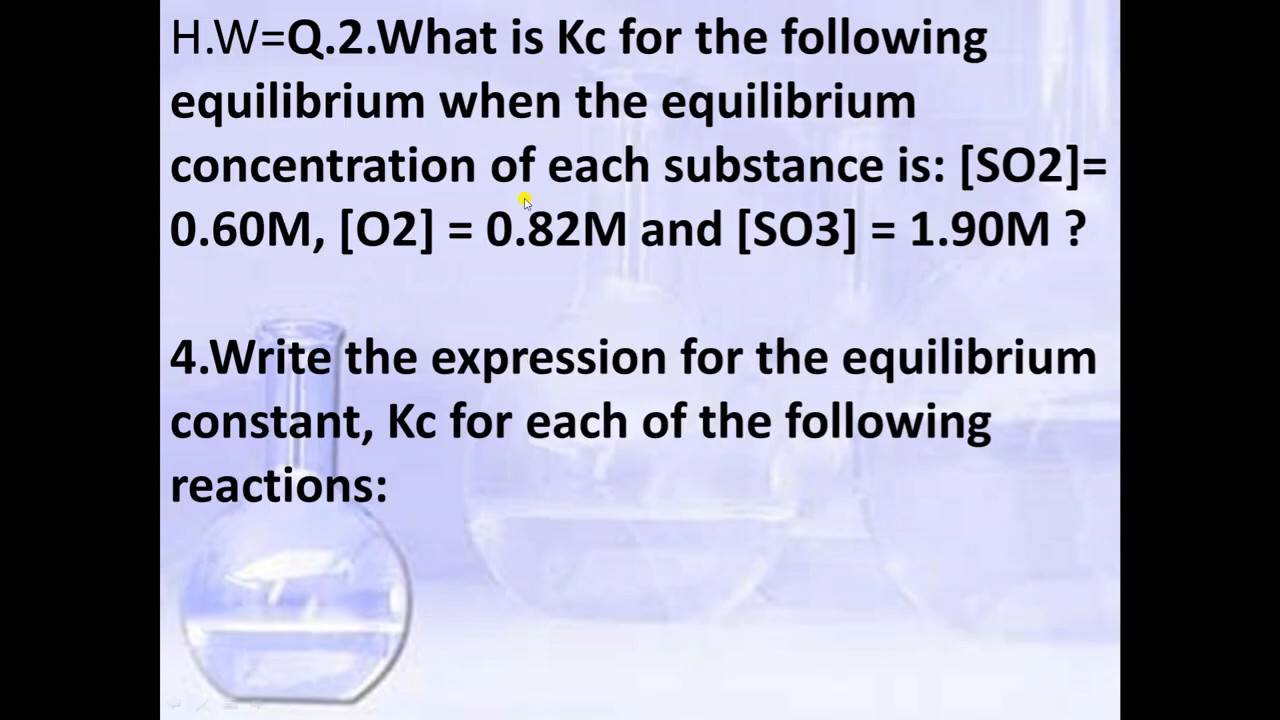 H.W=Q.2.What is Kc for the following
equilibrium when the equilibrium
concentration of each substance is: [SO2]=
0.60M, [O2] = 0.82M and [SO3] = 1.90M ?
4.Write the expression for the equilibrium
constant, Kc for each of the following
reactions: